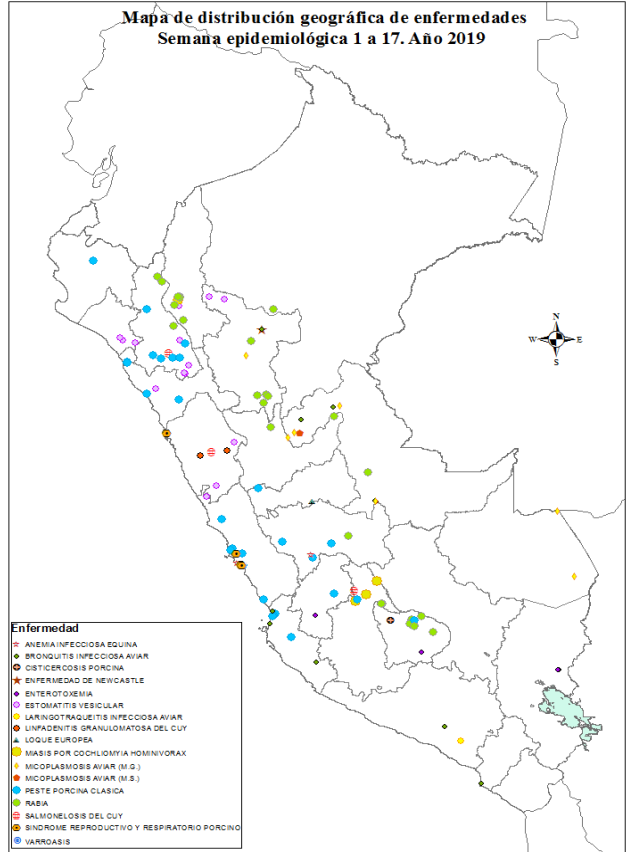 Mapa de distribución geográfica de enfermedades
Semana epidemiológica 1 a 17. Año 2019
N
W
E
S
Enfermedad
ANEMIA INFECCIOSA EQUINA
BRONQUITIS INFECCIOSA AVIAR
CISTICERCOSIS PORCINA
ENFERMEDAD DE NEWCASTLE
ENTEROTOXEMIA
ESTOMATITIS VESICULAR
LARINGOTRAQUEITIS INFECCIOSA AVIAR
LINFADENITIS GRANULOMATOSA DEL CUY
LOQUE EUROPEA
MIASIS POR COCHLIOMYIA HOMINIVORAX
MICOPLASMOSIS AVIAR (M.G.)
MICOPLASMOSIS AVIAR (M.S.)
PESTE PORCINA CLASICA
RABIA
SALMONELOSIS DEL CUY
SINDROME REPRODUCTIVO Y RESPIRATORIO PORCINO
VARROASIS